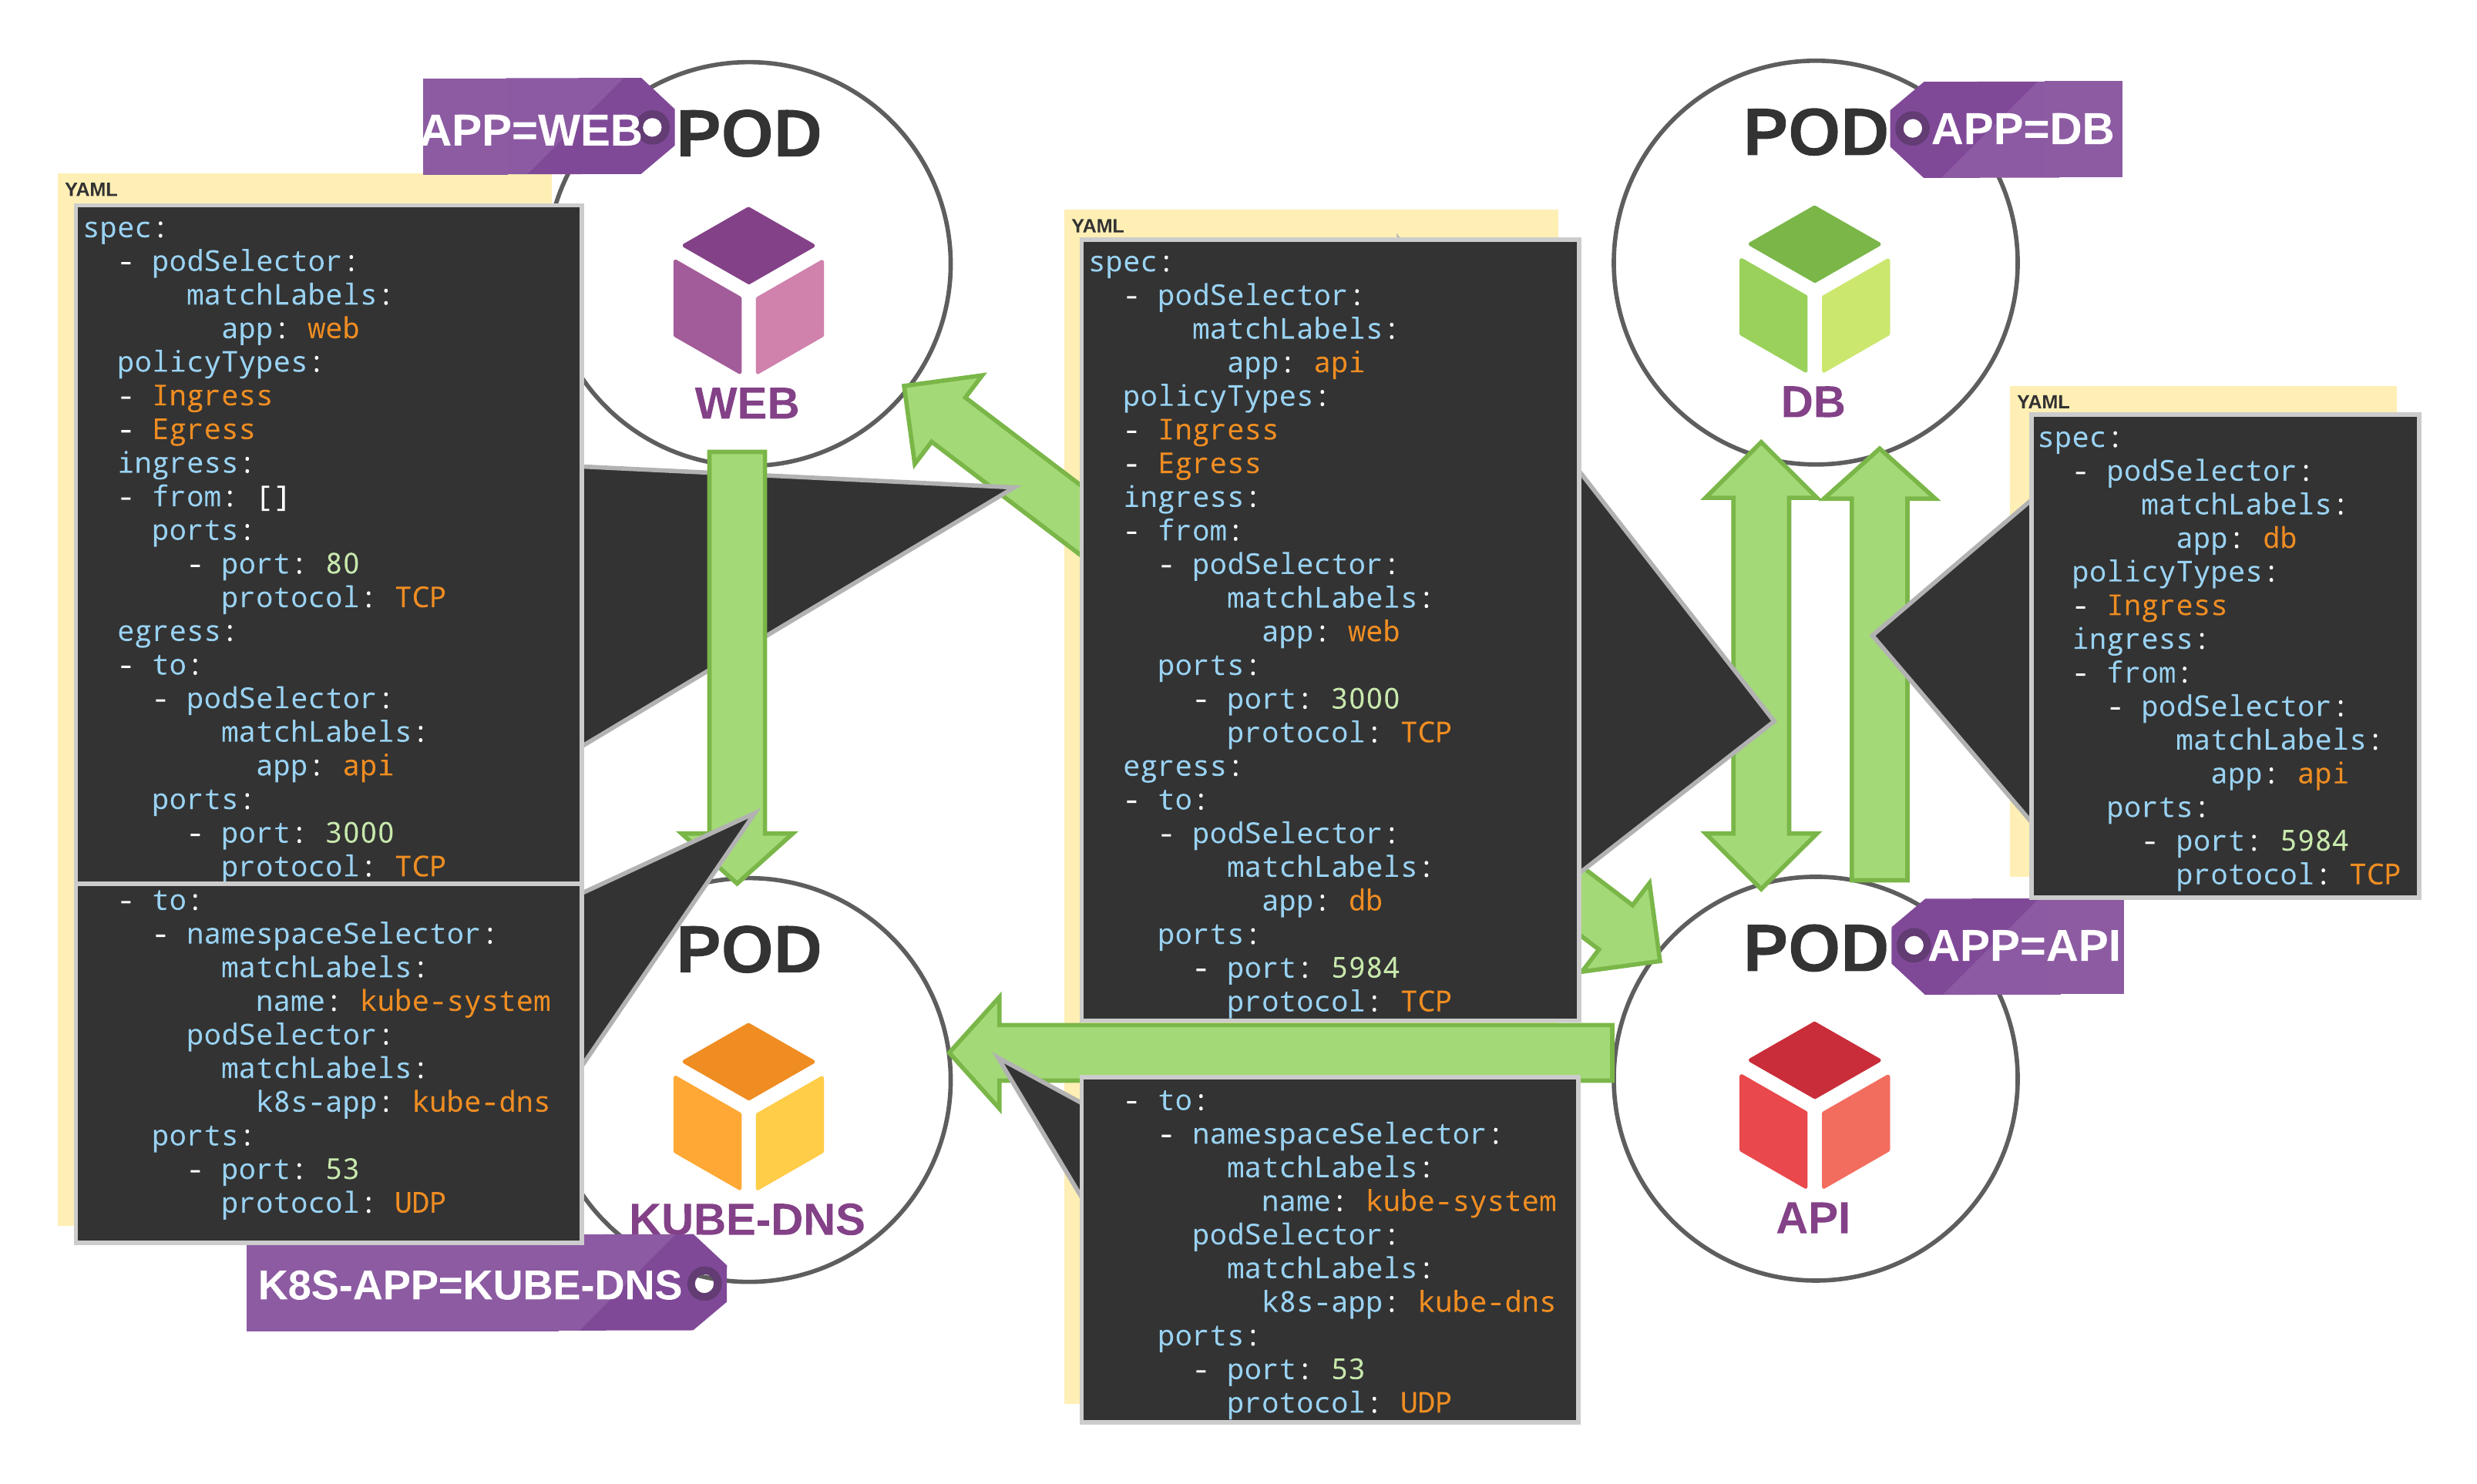 APP=WEB
POD
WEB
YAML
spec:
  - podSelector:
      matchLabels:
        app: web
  policyTypes:
  - Ingress
  - Egress
  ingress:
  - from: []
    ports:
      - port: 80
        protocol: TCP
  egress:
  - to:
    - podSelector:
        matchLabels:
          app: api
    ports:
      - port: 3000
        protocol: TCP
  - to:
    - namespaceSelector:
        matchLabels:
          name: kube-system
      podSelector:
        matchLabels:
          k8s-app: kube-dns
    ports:
      - port: 53
        protocol: UDP
POD
KUBE-DNS
K8S-APP=KUBE-DNS
YAML
spec:
  - podSelector:
      matchLabels:
        app: api
  policyTypes:
  - Ingress
  - Egress
  ingress:
  - from:
    - podSelector:
        matchLabels:
          app: web
    ports:
      - port: 3000
        protocol: TCP
  egress:
  - to:
    - podSelector:
        matchLabels:
          app: db
    ports:
      - port: 5984
        protocol: TCP
  - to:
    - namespaceSelector:
        matchLabels:
          name: kube-system
      podSelector:
        matchLabels:
          k8s-app: kube-dns
    ports:
      - port: 53
        protocol: UDP
POD
APP=DB
DB
YAML
spec:
  - podSelector:
      matchLabels:
        app: db
  policyTypes:
  - Ingress
  ingress:
  - from:
    - podSelector:
        matchLabels:
          app: api
    ports:
      - port: 5984
        protocol: TCP
POD
APP=API
API